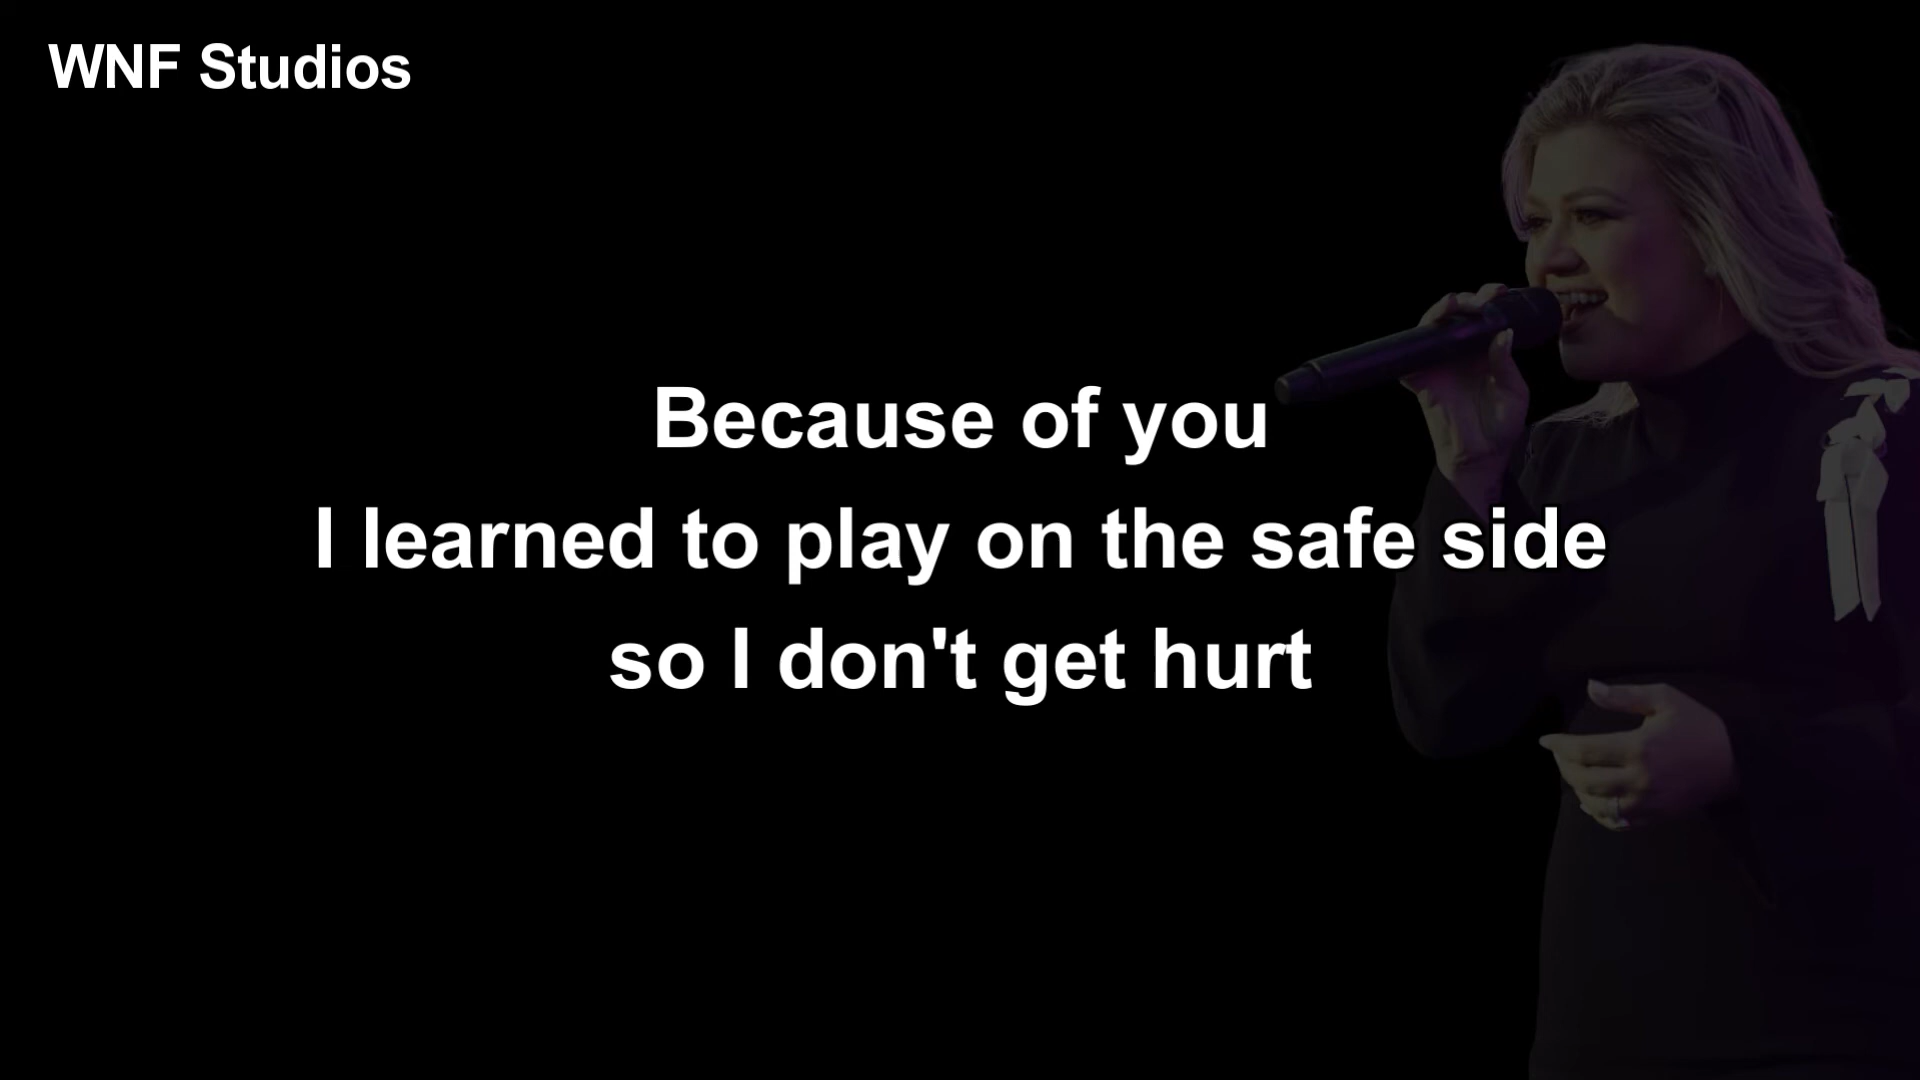 WNF Studios
Because of you
I learned to play on the safe side
so I don't get hurt